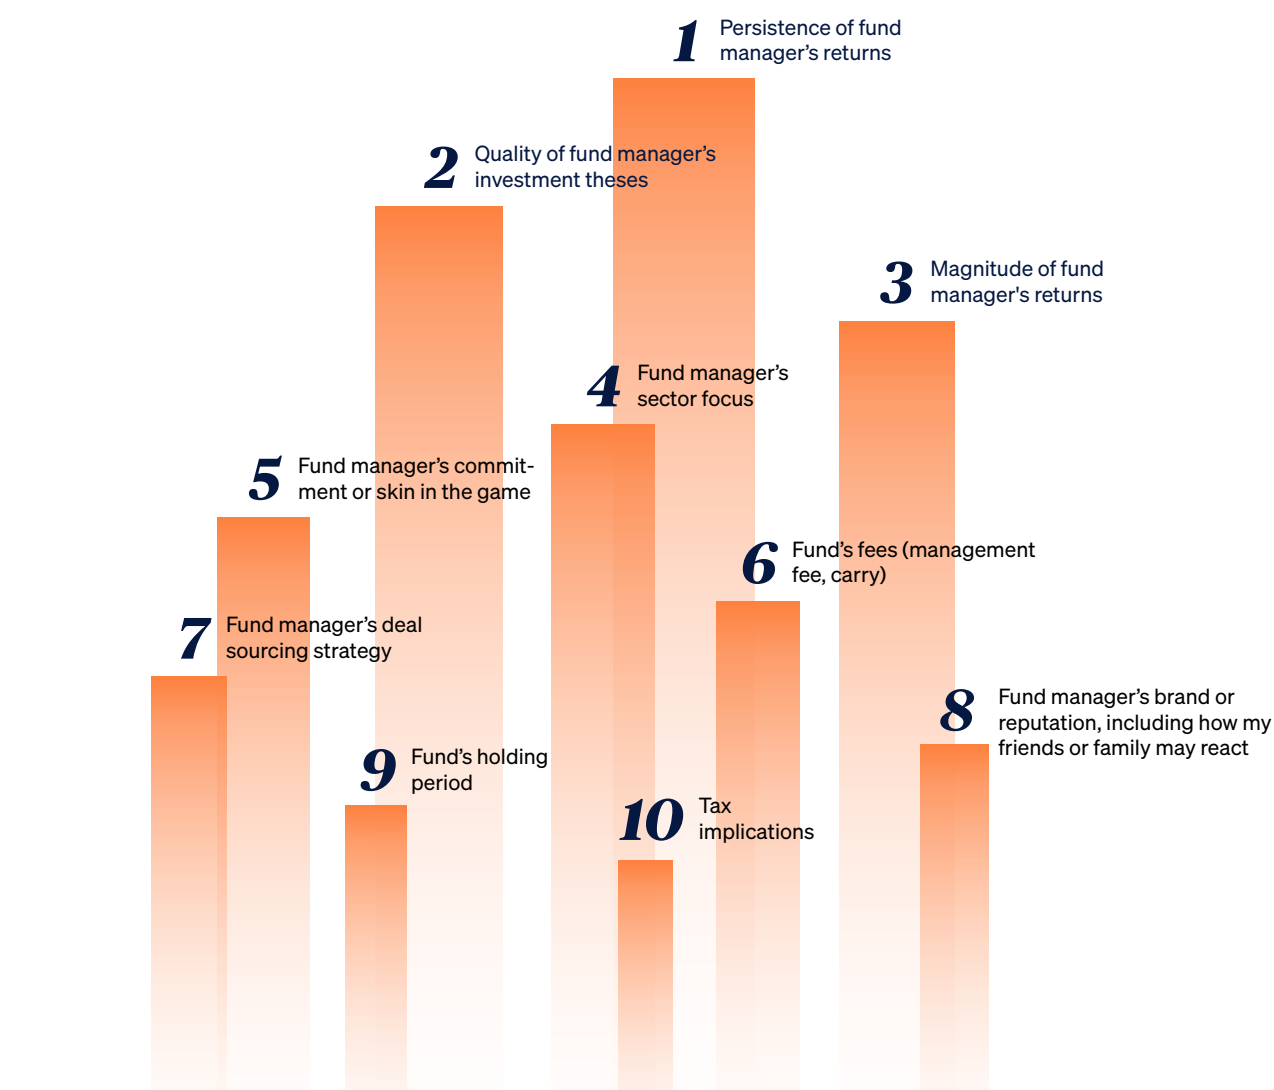 1
Persistence of fund
manager’s returns
2
Quality of fund manager’s
investment theses
3
Magnitude of fund
manager's returns
4
Fund manager’s
sector focus
5
Fund manager’s commit-
ment or skin in the game
6
Fund’s fees (management
fee, carry)
7
Fund manager’s deal
sourcing strategy
8
Fund manager’s brand or
reputation, including how my
friends or family may react
9
Fund’s holding
period
10
Tax
implications